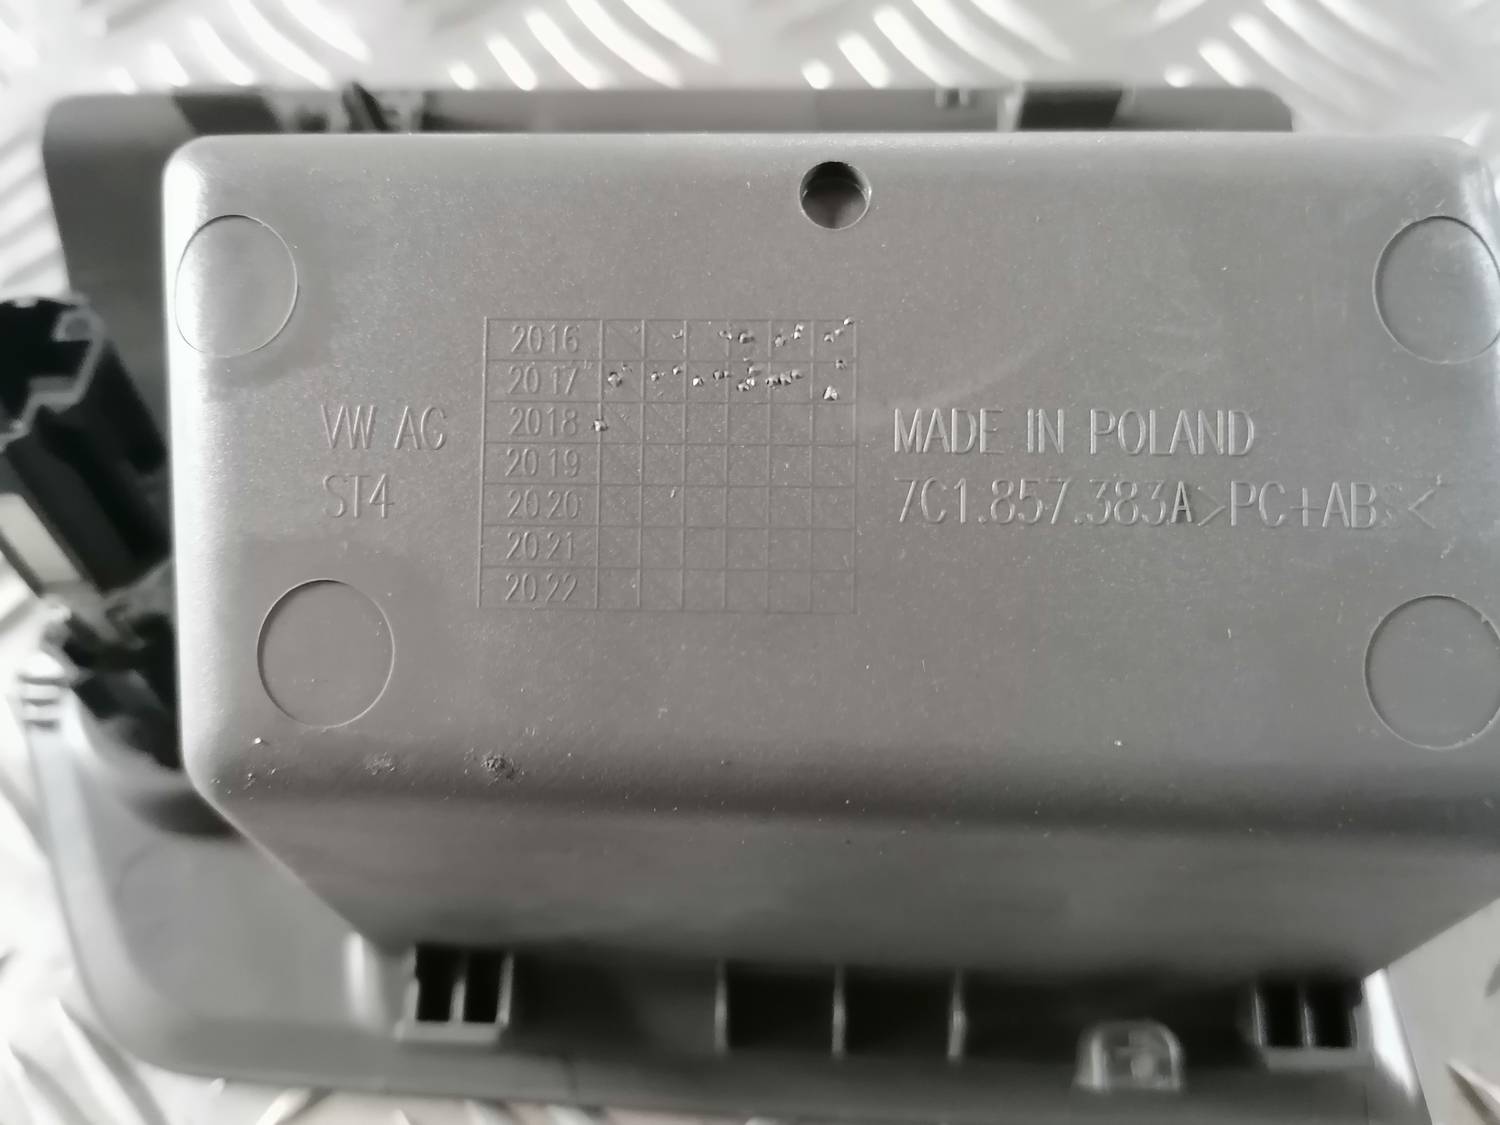 VW AG
ST4
2016
2017
2018
2019
2020
2021
2022
MADE IN POLAND
7C1.857.383A >PC+ABS<